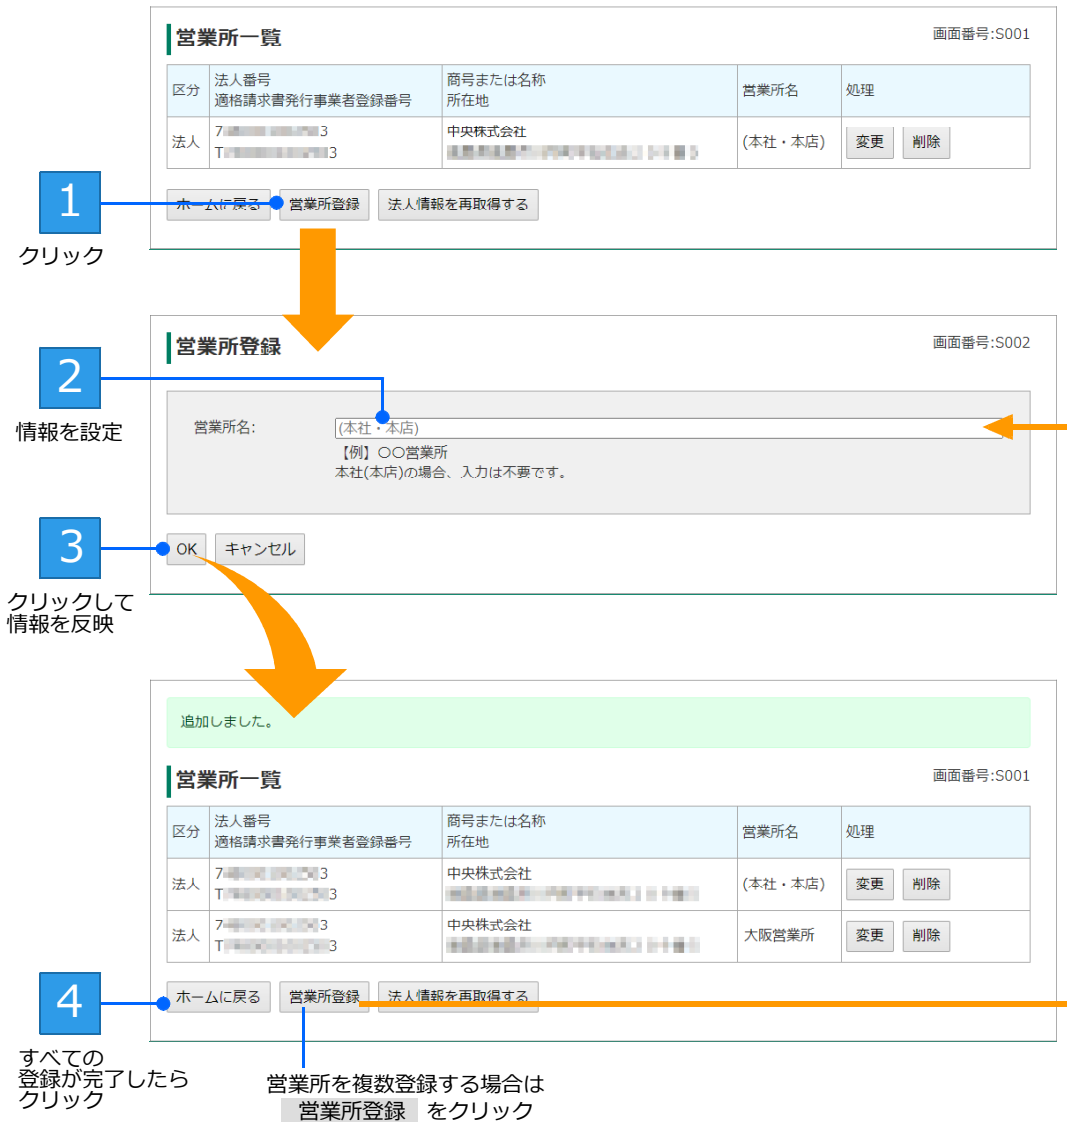 営業所一覧
画面番号:S001
区分
法人番号
適格請求書発行事業者登録番号
商号または名称
所在地
営業所名
処理
法人
7 3
T 3
中央株式会社
(本社・本店)
変更
削除
1
クリック
ホームに戻る
営業所登録
法人情報を再取得する
営業所登録
画面番号:S002
2
情報を設定
営業所名:
(本社・本店)
【例】〇〇営業所
本社(本店)の場合、入力は不要です。
3
クリックして
情報を反映
OK
キャンセル
追加しました。
営業所一覧
画面番号:S001
区分
法人番号
適格請求書発行事業者登録番号
商号または名称
所在地
営業所名
処理
法人
7 3
T 3
中央株式会社
(本社・本店)
変更
削除
法人
7 3
T 3
中央株式会社
大阪営業所
変更
削除
4
すべての
登録が完了したら
クリック
ホームに戻る
営業所登録
法人情報を再取得する
営業所を複数登録する場合は
営業所登録 をクリック